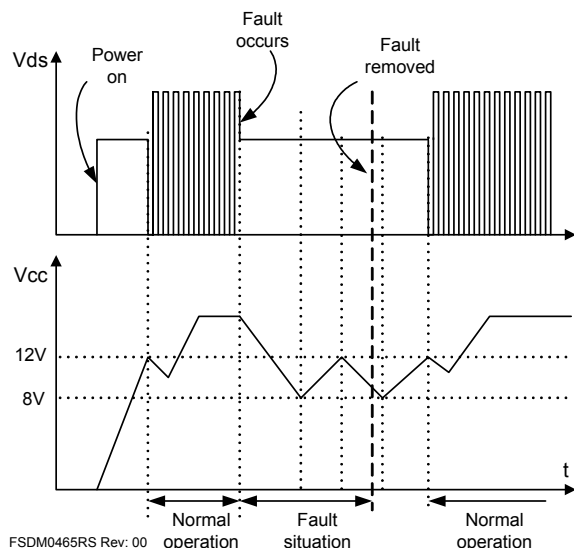 Vds
Power
on
Fault
occurs
Fault
removed
Vcc
12V
8V
t
Normal
operation
Fault
situation
Normal
operation
FSDM0465RS Rev: 00